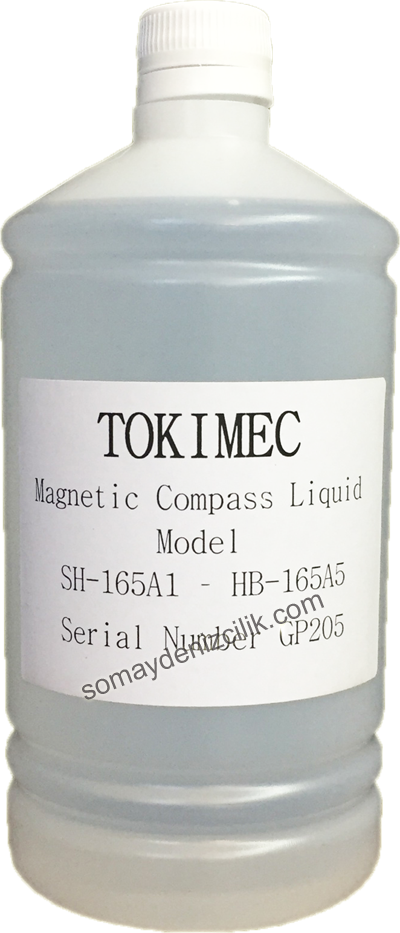 TOKIMEC
Magnetic Compass Liquid
Model
SH-165A1 - HB-165A5
Serial Number GP205
somaydenizcilik.com